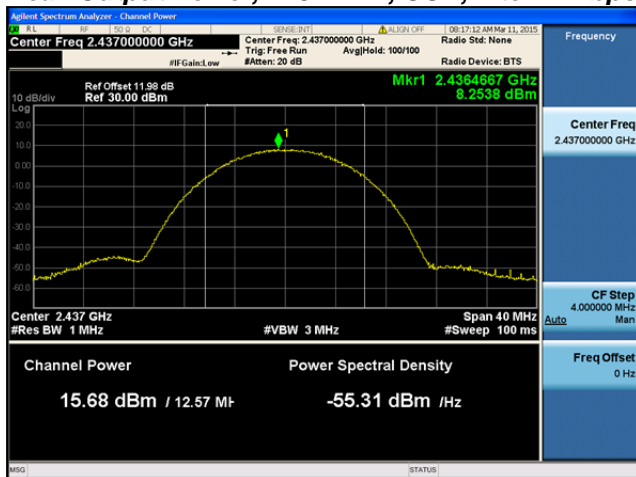 Agilent Spectrum Analyzer - Channel Power
RL RF 50 Ω DC SENSE:INT ALIGN OFF 08:17:12 AM Mar 11, 2015
Center Freq 2.437000000 GHz
Center Freq: 2.437000000 GHz Radio Std: None
Trig: Free Run Avg|Hold: 100/100
#IFGain:Low #Atten: 20 dB Radio Device: BTS
Mkr1 2.4364667 GHz
8.2538 dBm
Ref Offset 11.98 dB
10 dB/div Ref 30.00 dBm
Log
20.0
10.0
0.00
-10.0
-20.0
-30.0
-40.0
-50.0
-60.0
1
Center 2.437 GHz Span 40 MHz
#Res BW 1 MHz #VBW 3 MHz #Sweep 100 ms
Channel Power Power Spectral Density
15.68 dBm / 12.57 MH -55.31 dBm /Hz
MSG STATUS
Frequency
Center Freq
2.437000000 GHz
CF Step
4.000000 MHz
Auto Man
Freq Offset
0 Hz